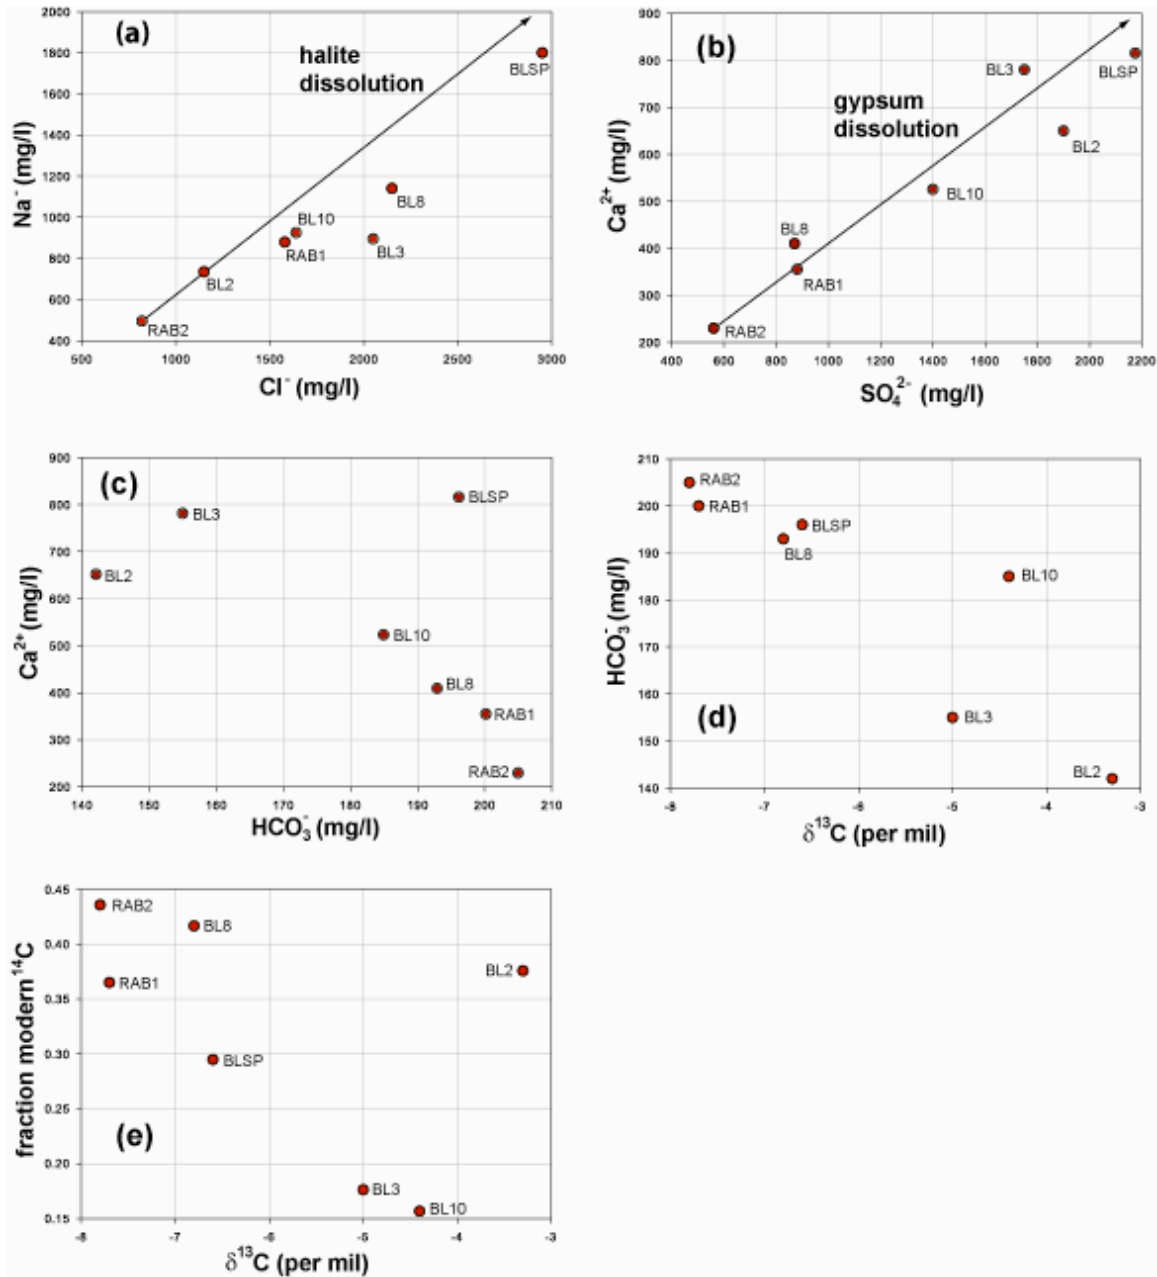 (a)
halite
dissolution
BLSP
BL8
BL10
RAB1
BL3
BL2
RAB2
2000
1800
1600
1400
1200
1000
800
600
400
500
1000
1500
2000
2500
3000
Na⁻ (mg/l)
Cl⁻ (mg/l)
(b)
gypsum
dissolution
BL3
BLSP
BL2
BL10
BL8
RAB1
RAB2
900
800
700
600
500
400
300
200
400
600
800
1000
1200
1400
1600
1800
2000
2200
Ca²⁺ (mg/l)
SO₄²⁻ (mg/l)
(c)
BLSP
BL3
BL2
BL10
BL8
RAB1
RAB2
900
800
700
600
500
400
300
200
140
150
160
170
180
190
200
210
Ca²⁺ (mg/l)
HCO₃⁻ (mg/l)
RAB2
RAB1
BLSP
BL8
BL10
BL3
BL2
(d)
210
200
190
180
170
160
150
140
-8
-7
-6
-5
-4
-3
HCO₃⁻ (mg/l)
δ¹³C (per mil)
RAB2
BL8
BL2
RAB1
BLSP
(e)
BL3
BL10
0.45
0.40
0.35
0.30
0.25
0.20
0.15
-8
-7
-6
-5
-4
-3
fraction modern ¹⁴C
δ¹³C (per mil)